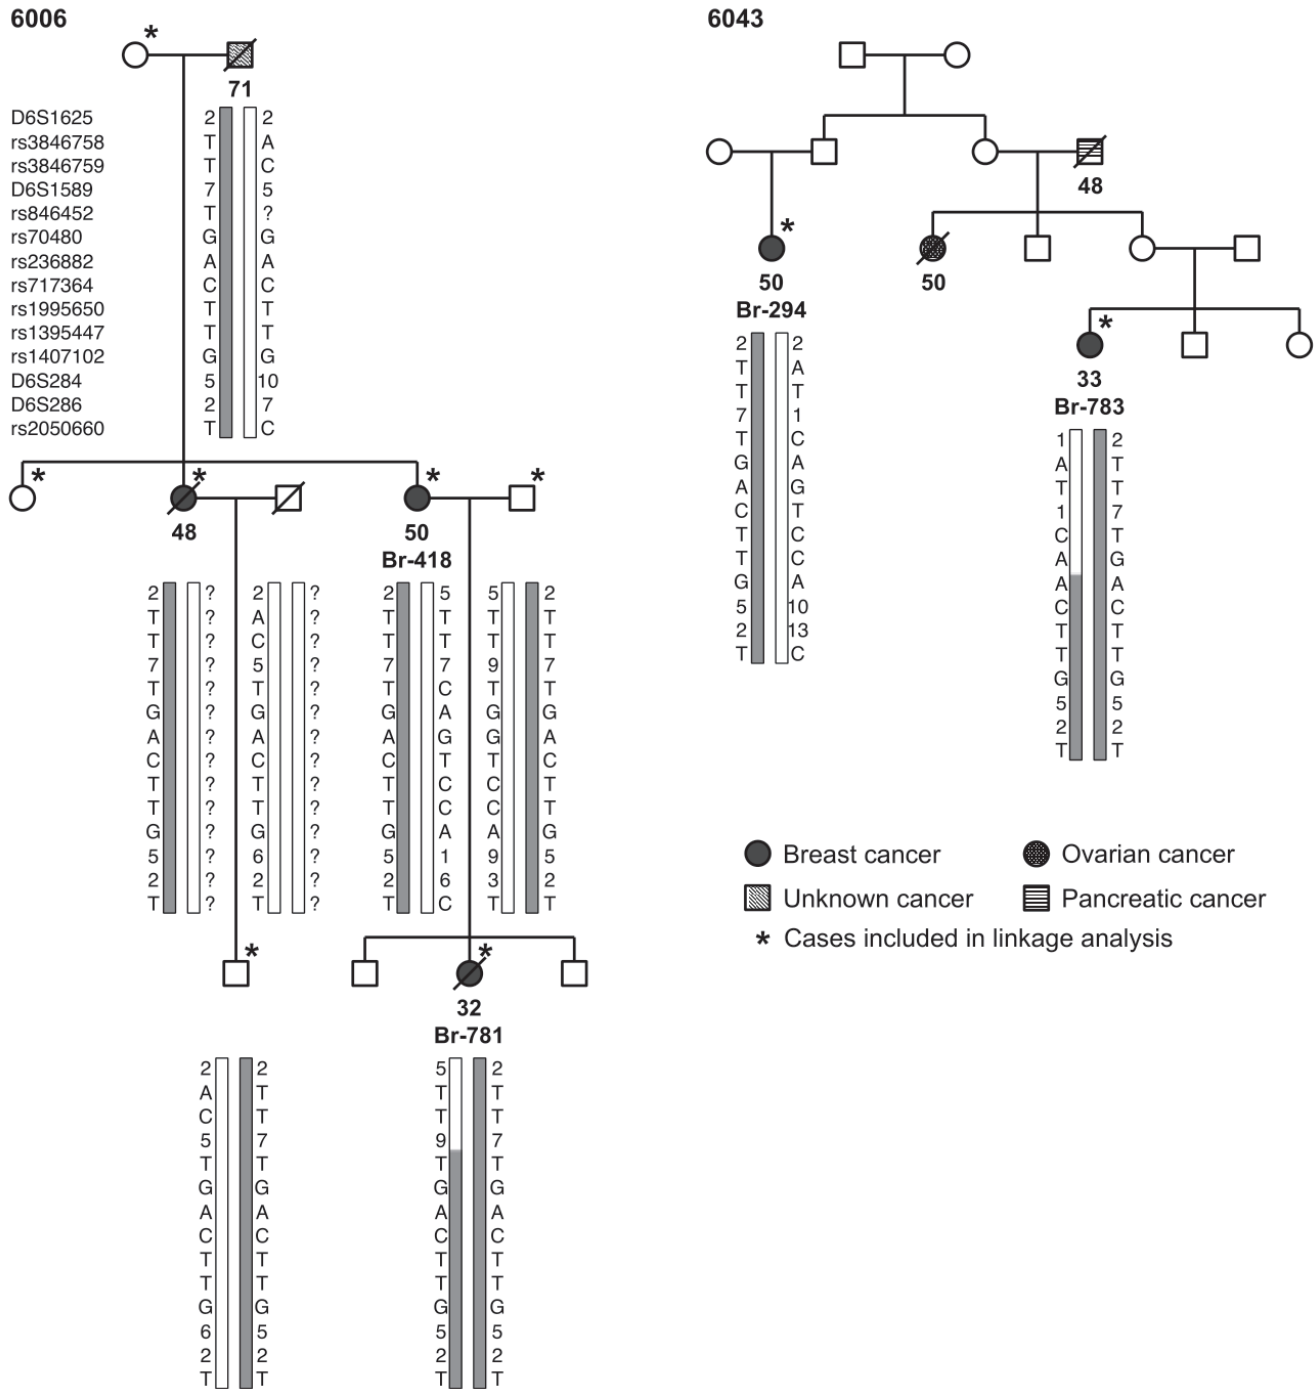 6006
6043
*
71
D6S1625 2 2
rs3846758 T A
rs3846759 T C
D6S1589 7 5
rs846452 T ?
rs70480 G G
rs236882 A A
rs717364 C C
rs1995650 T T
rs1395447 T T
rs1407102 G G
D6S284 5 10
D6S286 2 7
rs2050660 T C
* * * *
48
50
Br-418
2 ? 2 ? 2 5 5 2
T ? A ? T T T T
T ? C ? T T T T
7 ? 5 ? 7 7 9 7
T ? T ? T C T T
G ? G ? G A G G
A ? A ? A G G A
C ? C ? C T T C
T ? T ? T C C T
T ? T ? T C C T
G ? G ? G A A G
5 ? 6 ? 5 1 9 5
2 ? 2 ? 2 6 3 2
T ? T ? T C T T
* *
32
Br-781
2 2 5 2
A T T T
C T T T
5 7 9 7
T T T T
G G G G
A A A A
C C C C
T T T T
T T T T
G G G G
6 5 5 5
2 2 2 2
T T T T
48
*
50
Br-294
50
2 2
T A
T T
7 1
T C
G A
A G
C T
T C
T C
G A
5 10
2 13
T C
*
33
Br-783
1 2
A T
T T
1 7
C T
A G
A A
C C
T T
T T
G G
5 5
2 2
T T
Breast cancer
Ovarian cancer
Unknown cancer
Pancreatic cancer
* Cases included in linkage analysis